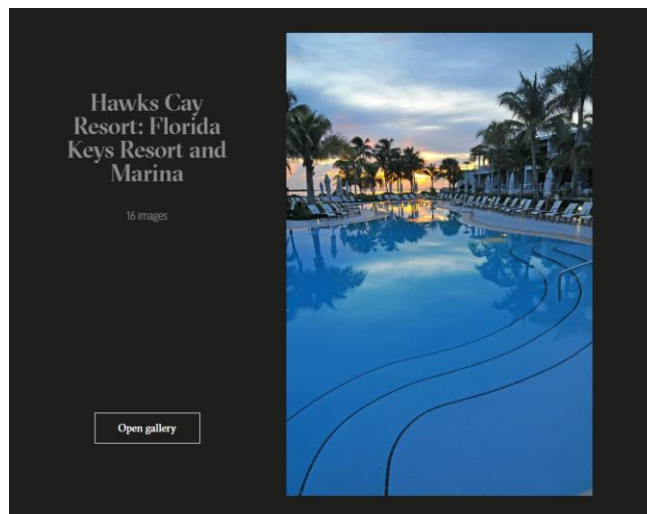 Hawks Cay
Resort: Florida
Keys Resort and
Marina
16 images
Open gallery